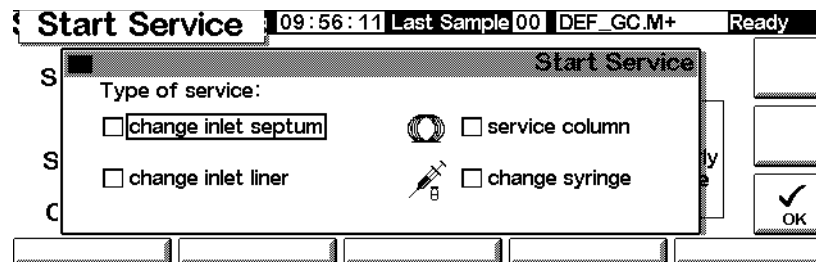 Start Service 09:56:11 Last Sample 00 DEF_GC.M+ Ready
Start Service
S
Type of service:
change inlet septum service column
S ly
change inlet liner change syringe
e
OK